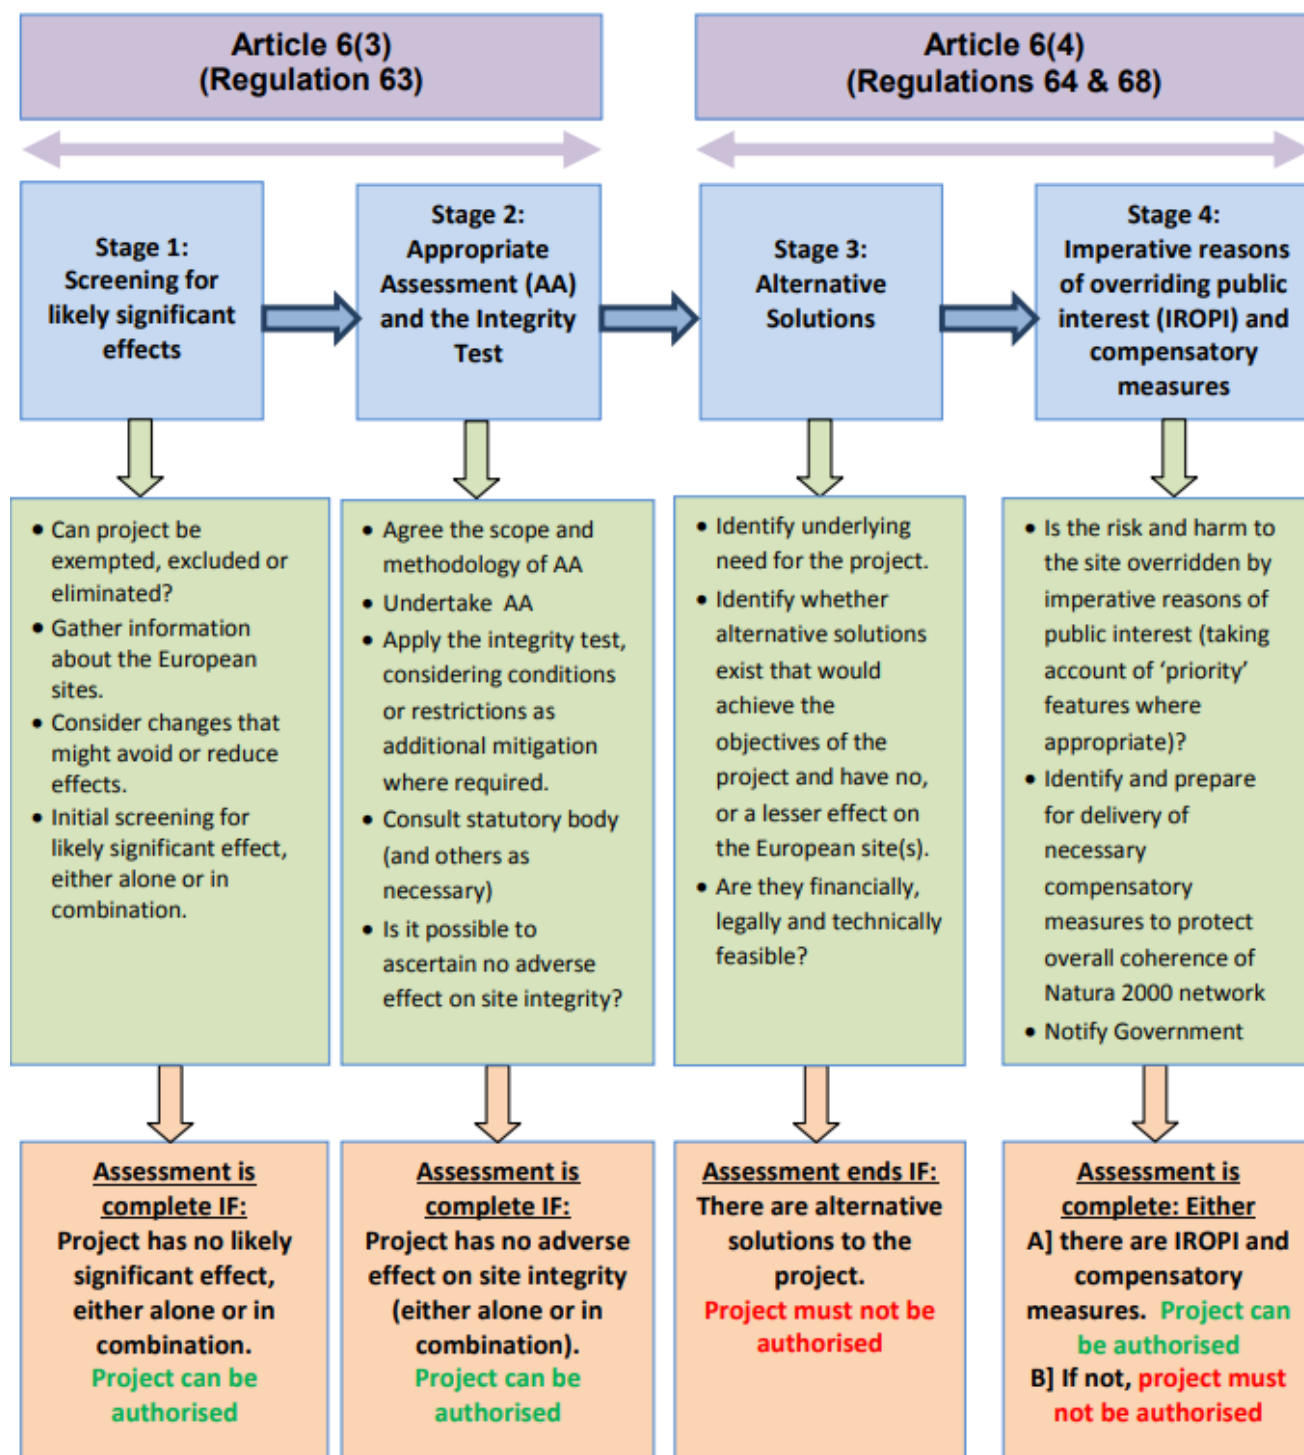 Article 6(3)
(Regulation 63)
Article 6(4)
(Regulations 64 & 68)
Stage 1:
Screening for
likely significant
effects
Stage 2:
Appropriate
Assessment (AA)
and the Integrity
Test
Stage 3:
Alternative
Solutions
Stage 4:
Imperative reasons
of overriding public
interest (IROPI) and
compensatory
measures
• Can project be
exempted, excluded or
eliminated?
• Gather information
about the European
sites.
• Consider changes that
might avoid or reduce
effects.
• Initial screening for
likely significant effect,
either alone or in
combination.
• Agree the scope and
methodology of AA
• Undertake AA
• Apply the integrity test,
considering conditions
or restrictions as
additional mitigation
where required.
• Consult statutory body
(and others as
necessary)
• Is it possible to
ascertain no adverse
effect on site integrity?
• Identify underlying
need for the project.
• Identify whether
alternative solutions
exist that would
achieve the
objectives of the
project and have no,
or a lesser effect on
the European site(s).
• Are they financially,
legally and technically
feasible?
• Is the risk and harm to
the site overridden by
imperative reasons of
public interest (taking
account of ‘priority’
features where
appropriate)?
• Identify and prepare
for delivery of
necessary
compensatory
measures to protect
overall coherence of
Natura 2000 network
• Notify Government
Assessment is
complete IF:
Project has no likely
significant effect,
either alone or in
combination.
Project can be
authorised
Assessment is
complete IF:
Project has no adverse
effect on site integrity
(either alone or in
combination).
Project can be
authorised
Assessment ends IF:
There are alternative
solutions to the
project.
Project must not be
authorised
Assessment is
complete: Either
A] there are IROPI and
compensatory
measures. Project can
be authorised
B] If not, project must
not be authorised